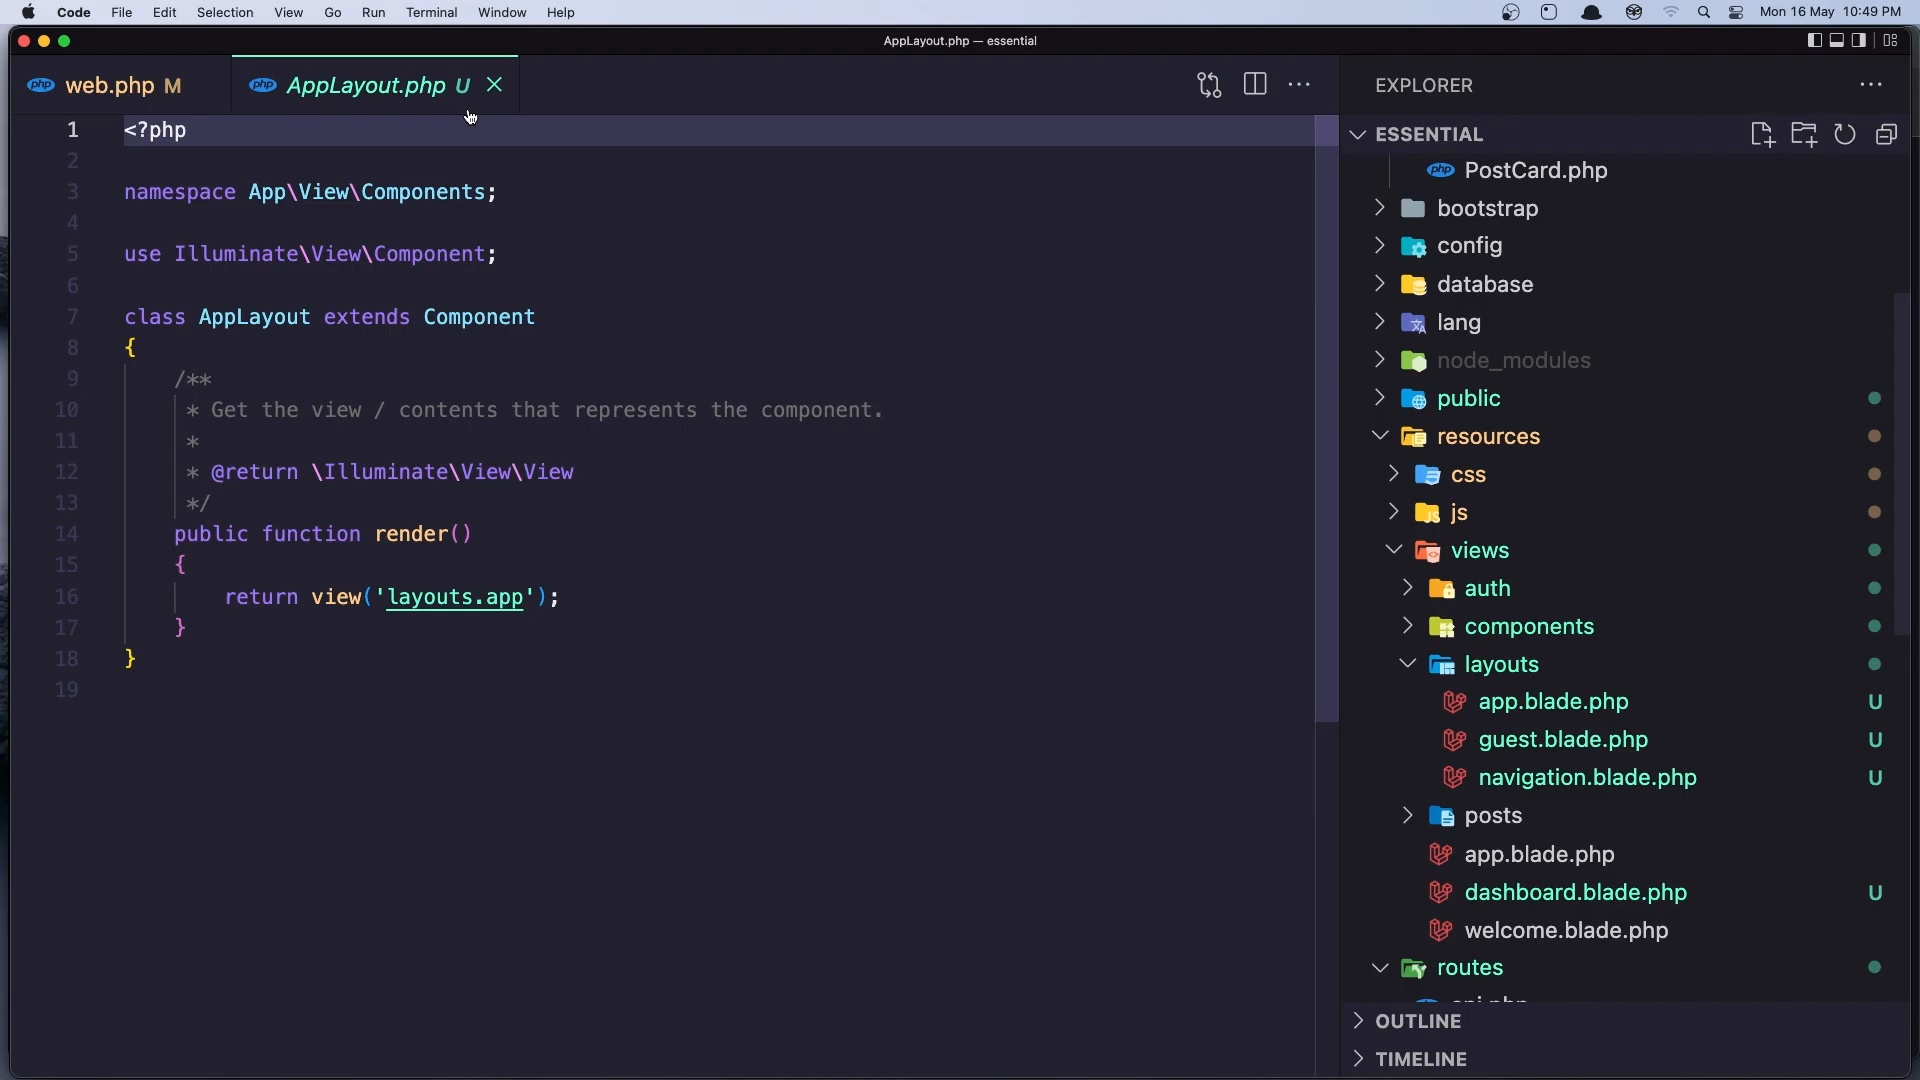 Code File Edit Selection View Go Run Terminal Window Help Mon 16 May 10:49 PM
AppLayout.php — essential
php web.php M php AppLayout.php U
1 <?php
2
3 namespace App\View\Components;
4
5 use Illuminate\View\Component;
6
7 class AppLayout extends Component
8 {
9 /**
10 * Get the view / contents that represents the component.
11 *
12 * @return \Illuminate\View\View
13 */
14 public function render()
15 {
16 return view('layouts.app');
17 }
18 }
19
EXPLORER
ESSENTIAL
php PostCard.php
bootstrap
config
database
lang
node_modules
public
resources
css
JS js
views
auth
components
layouts
app.blade.php U
guest.blade.php U
navigation.blade.php U
posts
app.blade.php
dashboard.blade.php U
welcome.blade.php
routes
OUTLINE
TIMELINE